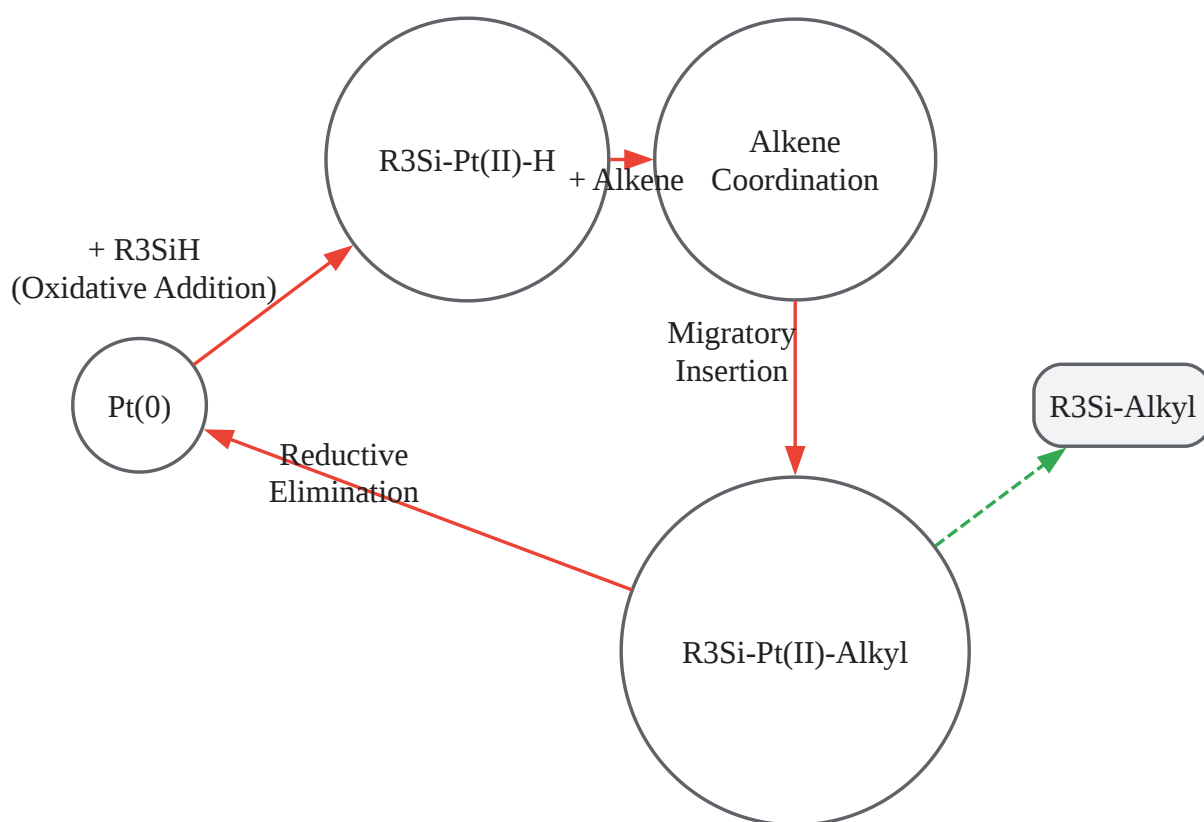 R3Si-Pt(II)-H
+ Alkene
Alkene
Coordination
+ R3SiH
(Oxidative Addition)
Migratory
Insertion
Pt(0)
R3Si-Alkyl
Reductive
Elimination
R3Si-Pt(II)-Alkyl